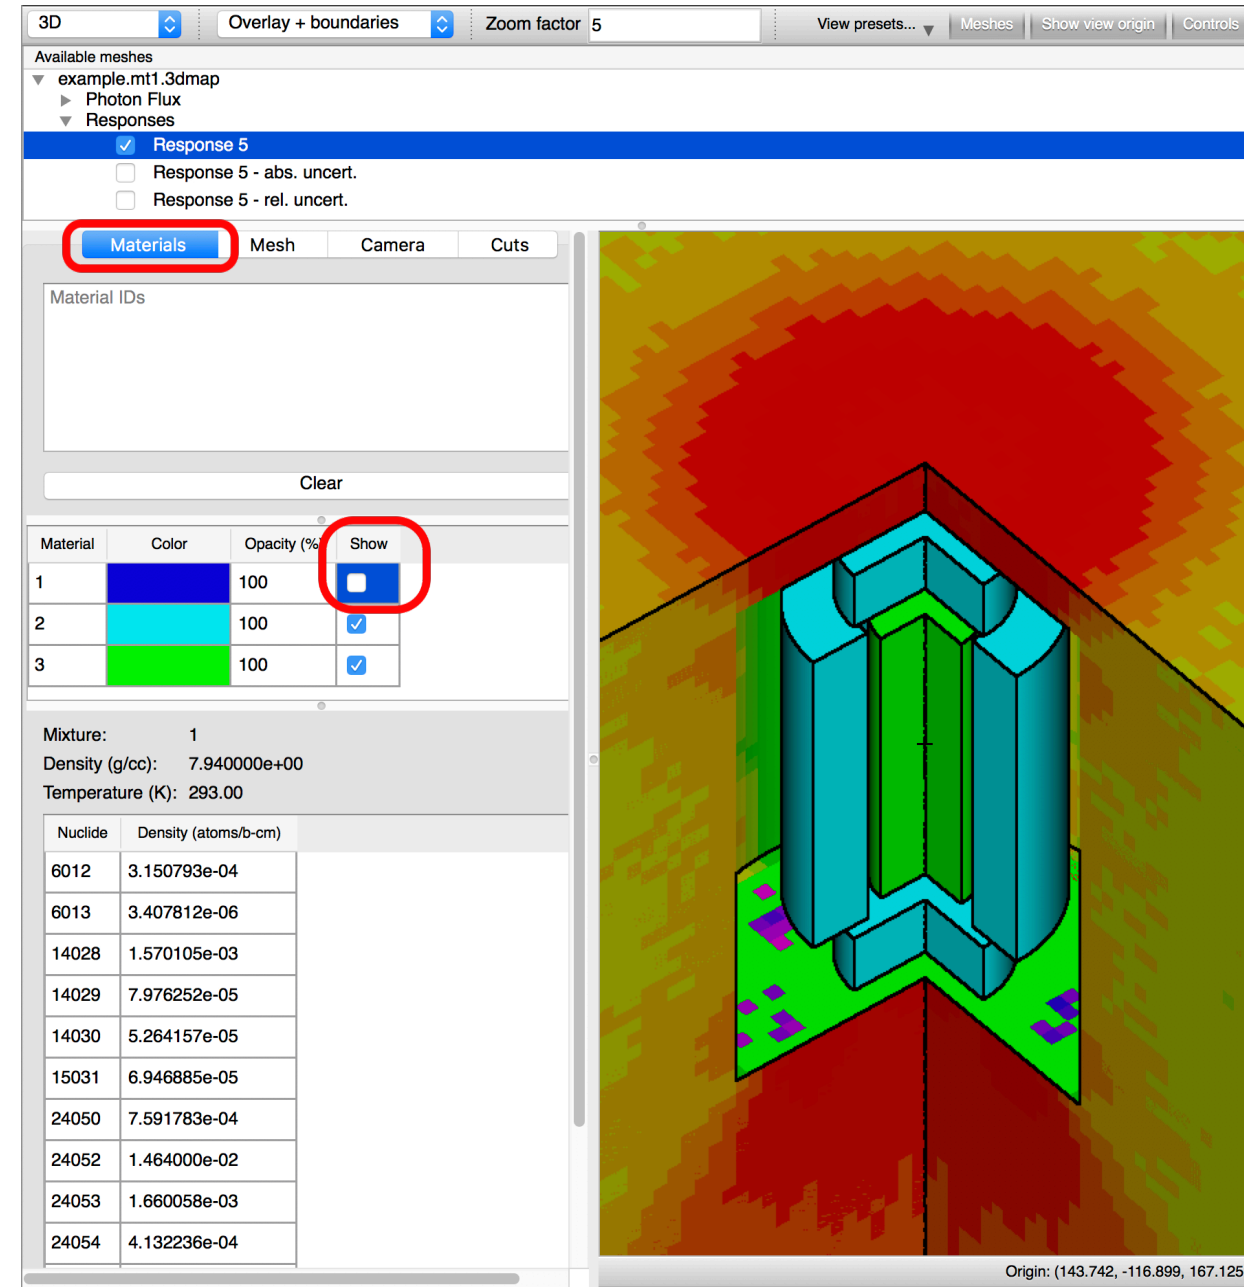 3D Overlay + boundaries Zoom factor 5 View presets... Meshes Show view origin Controls
Available meshes
example.mt1.3dmap
Photon Flux
Responses
Response 5
Response 5 - abs. uncert.
Response 5 - rel. uncert.
Materials Mesh Camera Cuts
Material IDs
Clear
Material Color Opacity (%) Show
1 100
2 100
3 100
Mixture: 1
Density (g/cc): 7.940000e+00
Temperature (K): 293.00
Nuclide Density (atoms/b-cm)
6012 3.150793e-04
6013 3.407812e-06
14028 1.570105e-03
14029 7.976252e-05
14030 5.264157e-05
15031 6.946885e-05
24050 7.591783e-04
24052 1.464000e-02
24053 1.660058e-03
24054 4.132236e-04
Origin: (143.742, -116.899, 167.125